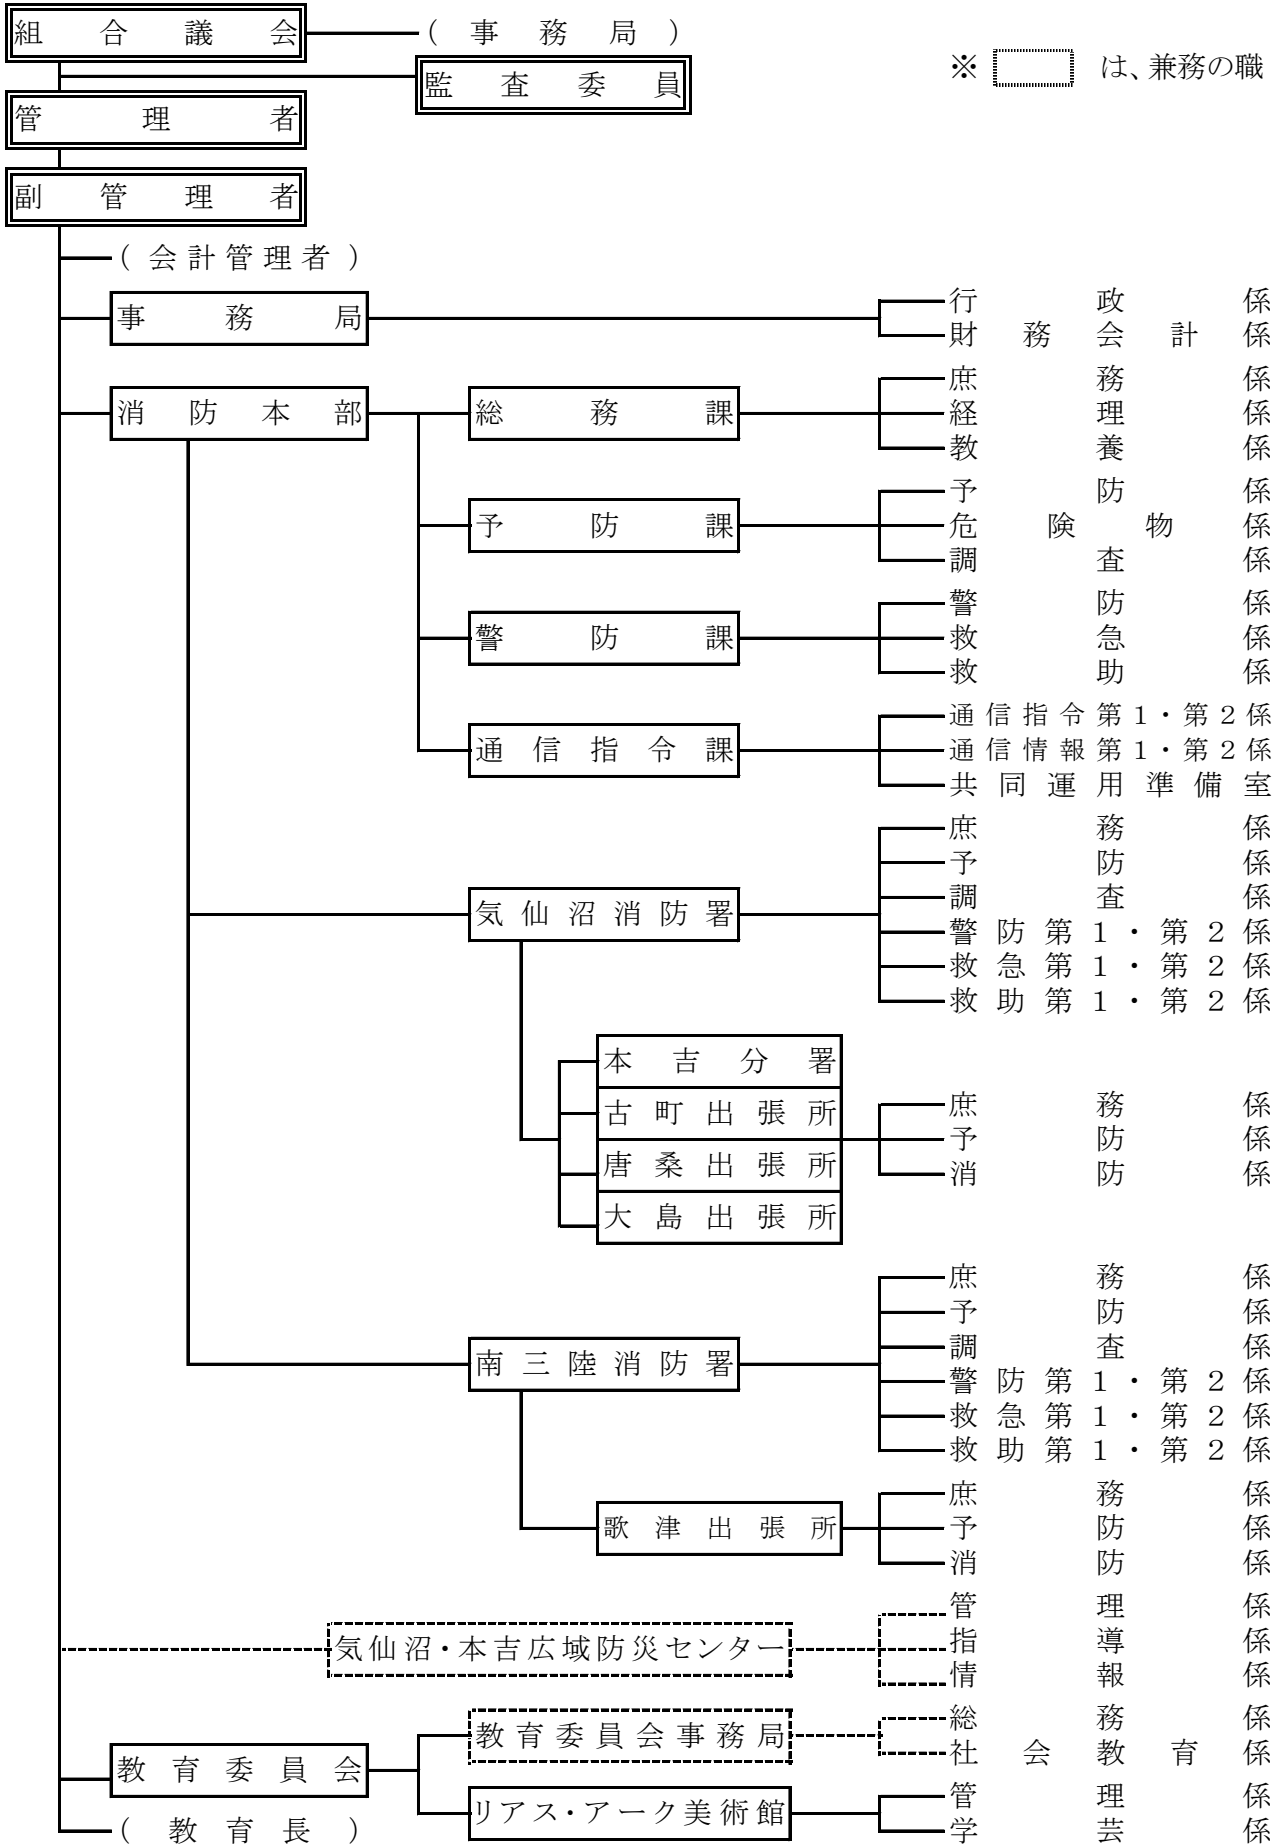 組合議会
(事務局)
監査委員
※ は、兼務の職
管理者
副管理者
(会計管理者)
事務局
行政係
財務会計係
消防本部
総務課
庶務係
経理係
教養係
予防課
予防係
危険物係
調査係
警防課
警防係
救急係
救助係
通信指令課
通信指令第1・第2係
通信情報第1・第2係
共同運用準備室
気仙沼消防署
庶務係
予防係
調査係
警防第1・第2係
救急第1・第2係
救助第1・第2係
本吉分署
古町出張所
唐桑出張所
大島出張所
庶務係
予防係
消防係
南三陸消防署
庶務係
予防係
調査係
警防第1・第2係
救急第1・第2係
救助第1・第2係
歌津出張所
庶務係
予防係
消防係
気仙沼・本吉広域防災センター
管理係
指導係
情報係
教育委員会
教育委員会事務局
総務係
社会教育係
リアス・アーク美術館
管理係
学芸係
(教育長)